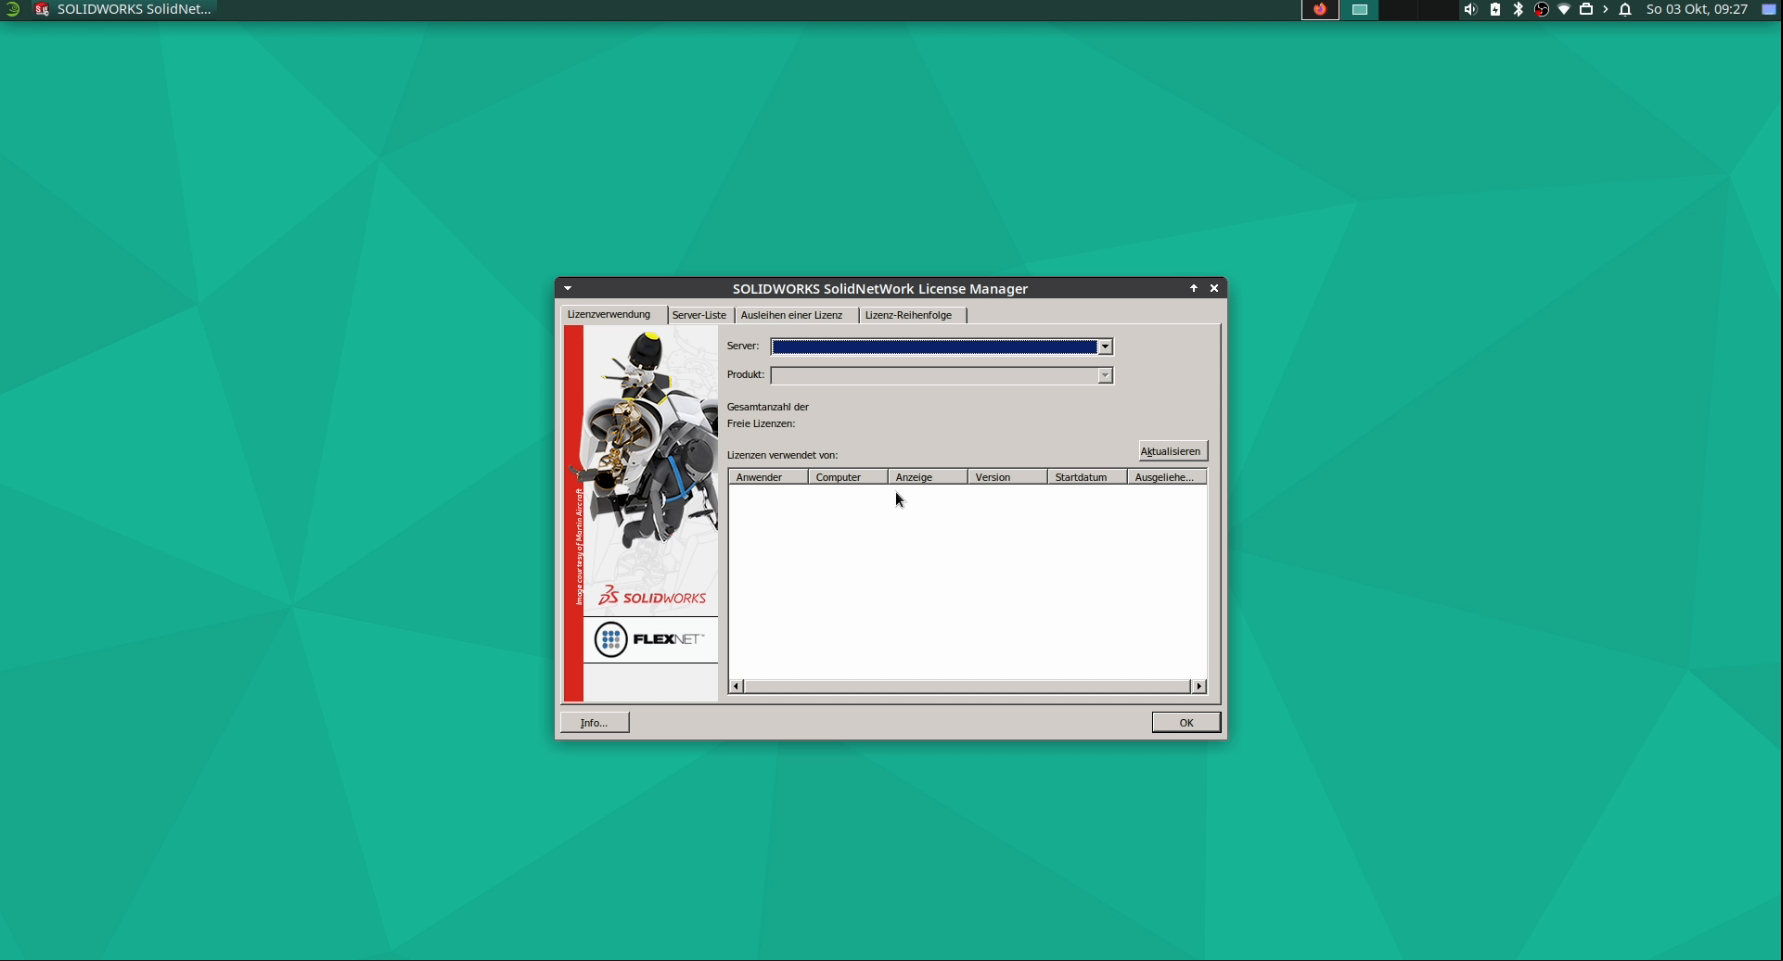 SOLIDWORKS SolidNet...
So 03 Okt, 09:27
SOLIDWORKS SolidNetWork License Manager
Lizenzverwendung
Server-Liste
Ausleihen einer Lizenz
Lizenz-Reihenfolge
Server:
Produkt:
Gesamtanzahl der
Freie Lizenzen:
Lizenzen verwendet von:
Aktualisieren
Anwender Computer Anzeige Version Startdatum Ausgeliehe...
Image courtesy of Martin Aircraft
SOLIDWORKS
FLEXNET™
Info...
OK